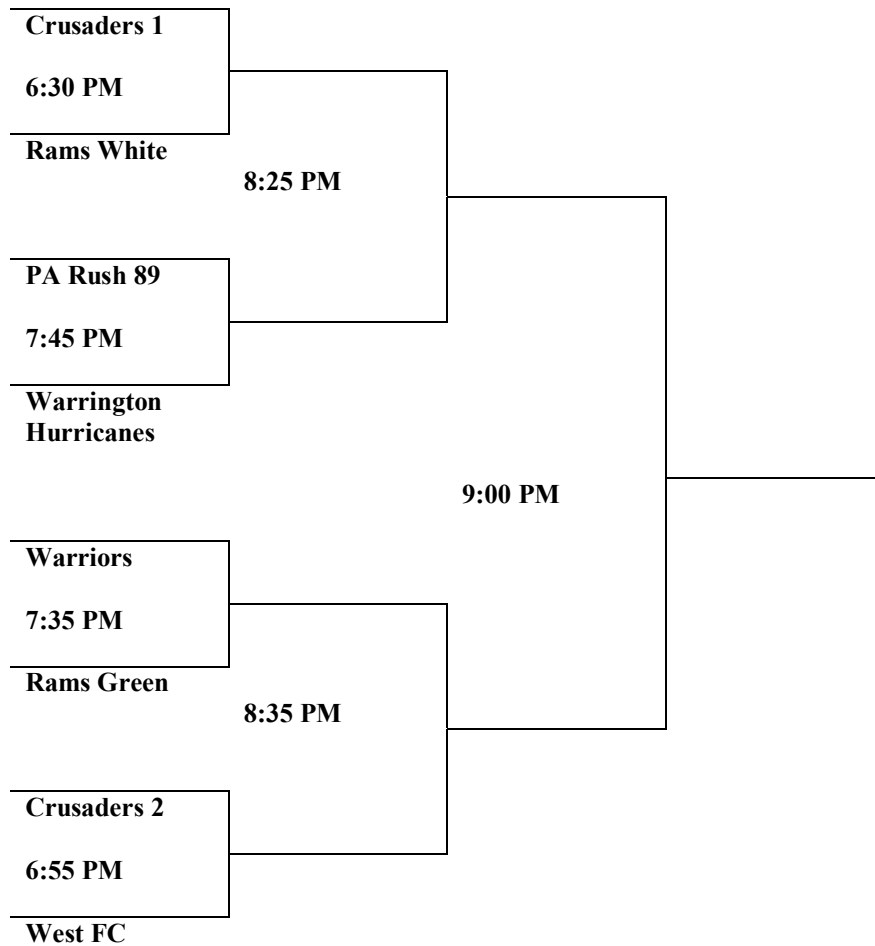 Crusaders 1
6:30 PM
Rams White
8:25 PM
PA Rush 89
7:45 PM
Warrington
Hurricanes
9:00 PM
Warriors
7:35 PM
Rams Green
8:35 PM
Crusaders 2
6:55 PM
West FC